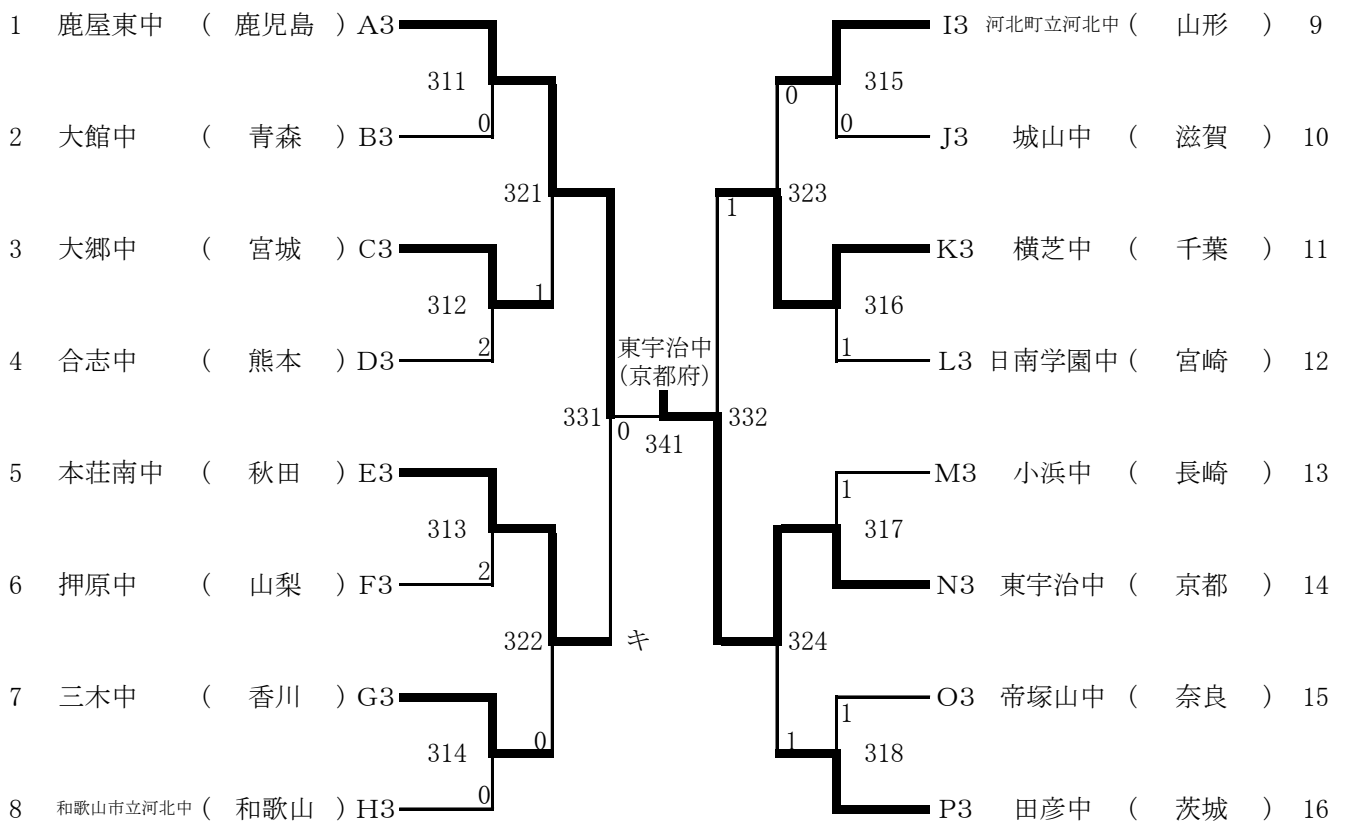 1 鹿屋東中 ( 鹿児島 ) A3
I3 河北町立河北中 ( 山形 ) 9
311
315
0
0
2 大館中 ( 青森 ) B3
0
0
J3 城山中 ( 滋賀 ) 10
321
323
1
3 大郷中 ( 宮城 ) C3
K3 横芝中 ( 千葉 ) 11
312
1
316
4 合志中 ( 熊本 ) D3
2
東宇治中
(京都府)
1
L3 日南学園中 ( 宮崎 ) 12
331
0
341
332
5 本荘南中 ( 秋田 ) E3
M3 小浜中 ( 長崎 ) 13
1
313
317
6 押原中 ( 山梨 ) F3
2
N3 東宇治中 ( 京都 ) 14
322
キ
324
7 三木中 ( 香川 ) G3
O3 帝塚山中 ( 奈良 ) 15
1
314
0
1
318
8 和歌山市立河北中 ( 和歌山 ) H3
0
P3 田彦中 ( 茨城 ) 16